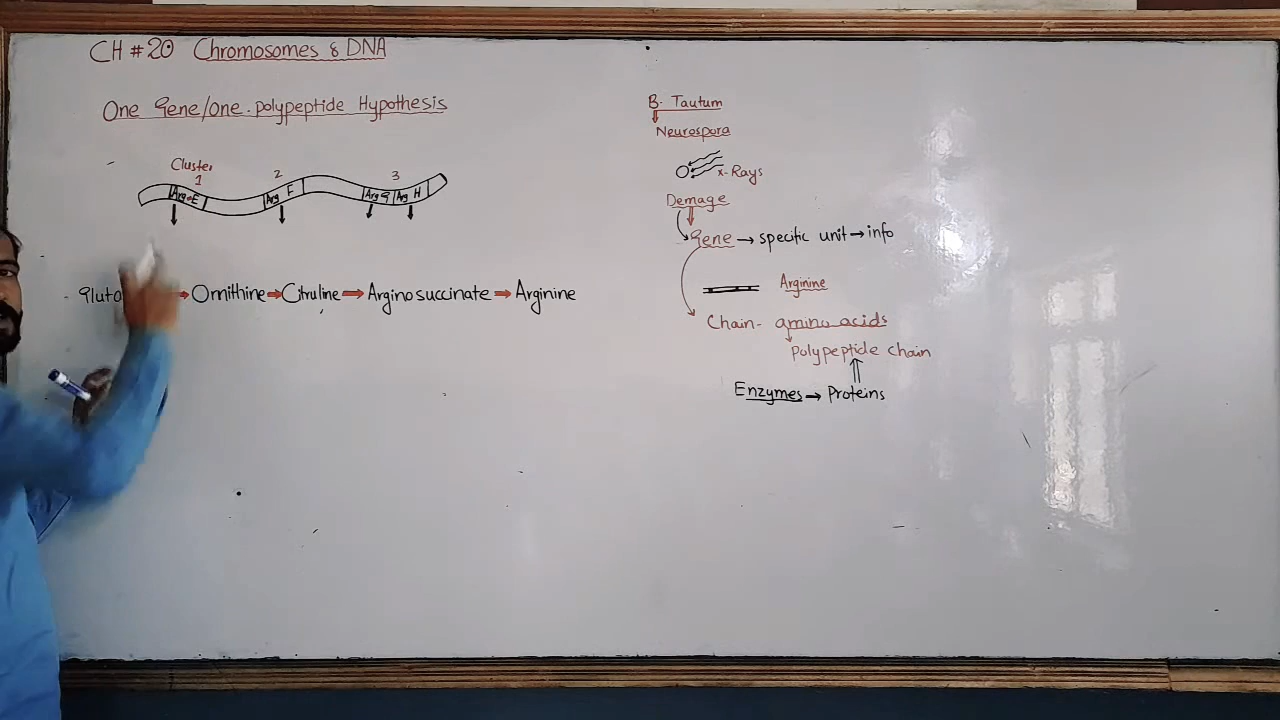 CH # 20 Chromosomes & DNA
One Gene/one-polypeptide Hypothesis
Cluster
1 2 3
Arg E Arg F Arg G Arg H
Ornithine → Citruline → Arginosuccinate → Arginine
B. Tautum
Neurospora
x-Rays
Demage
Gene → specific unit → info
Arginine
Chain- amino acids
Polypeptide chain
Enzymes → Proteins